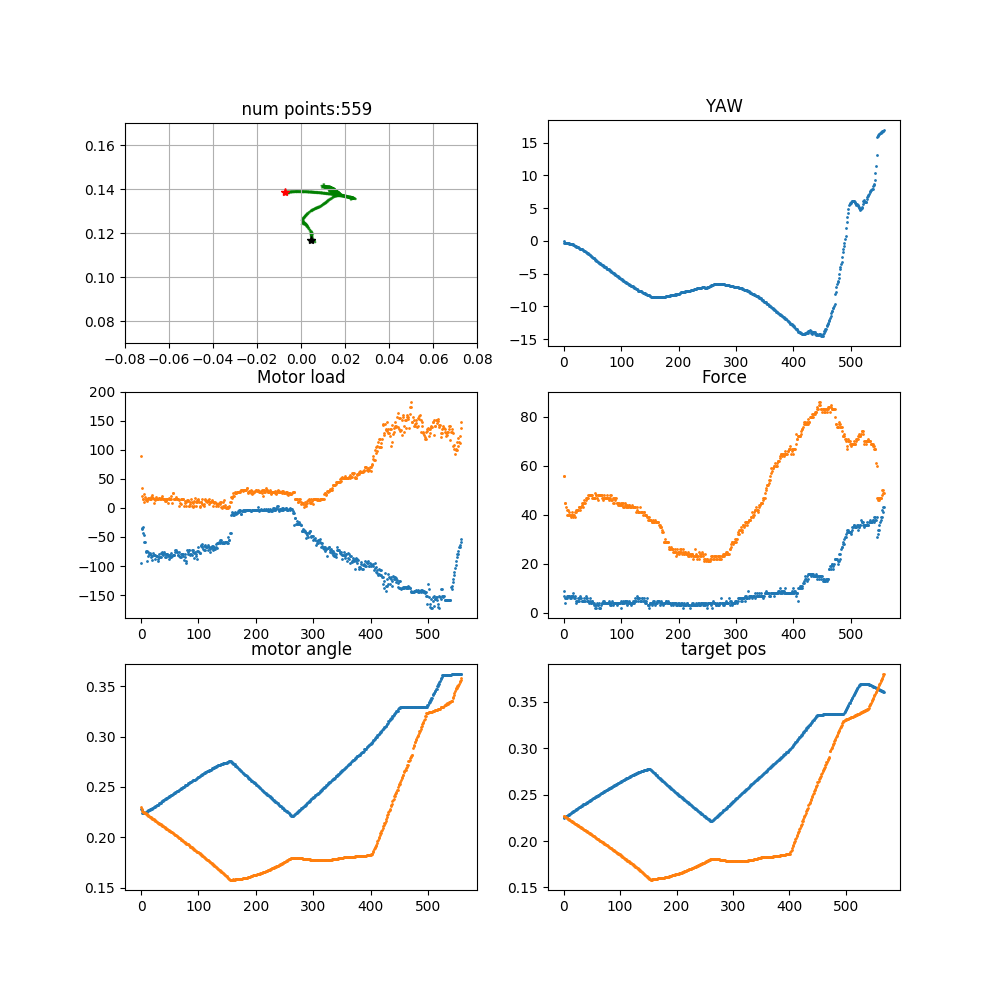 num points:559
YAW
0.16
0.14
0.12
0.10
0.08
−0.08 −0.06 −0.04 −0.02 0.00 0.02 0.04 0.06 0.08
15
10
5
0
−5
−10
−15
0 100 200 300 400 500
Motor load
Force
200
150
100
50
0
−50
−100
−150
0 100 200 300 400 500
80
60
40
20
0
0 100 200 300 400 500
motor angle
target pos
0.35
0.30
0.25
0.20
0.15
0 100 200 300 400 500
0.35
0.30
0.25
0.20
0.15
0 100 200 300 400 500